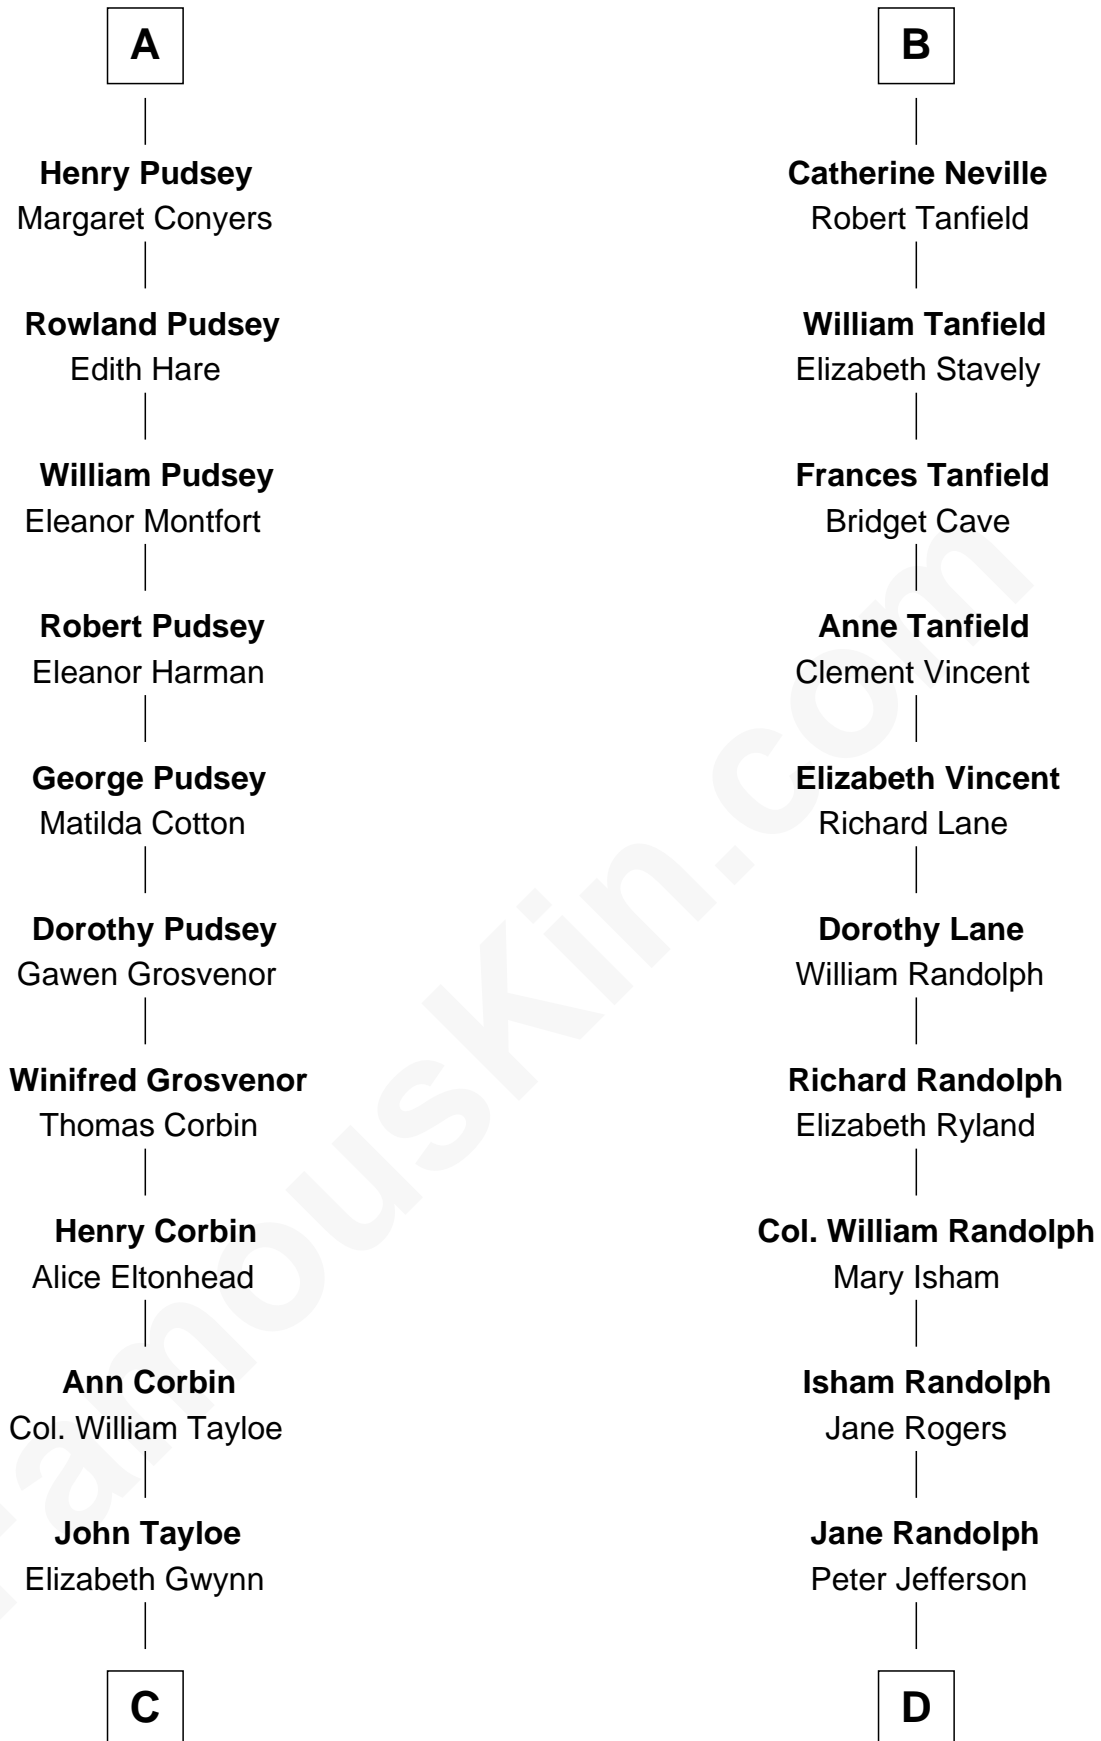 A
Henry Pudsey
Margaret Conyers
Rowland Pudsey
Edith Hare
William Pudsey
Eleanor Montfort
Robert Pudsey
Eleanor Harman
George Pudsey
Matilda Cotton
Dorothy Pudsey
Gawen Grosvenor
Winifred Grosvenor
Thomas Corbin
Henry Corbin
Alice Eltonhead
Ann Corbin
Col. William Tayloe
John Tayloe
Elizabeth Gwynn
C
B
Catherine Neville
Robert Tanfield
William Tanfield
Elizabeth Stavely
Frances Tanfield
Bridget Cave
Anne Tanfield
Clement Vincent
Elizabeth Vincent
Richard Lane
Dorothy Lane
William Randolph
Richard Randolph
Elizabeth Ryland
Col. William Randolph
Mary Isham
Isham Randolph
Jane Rogers
Jane Randolph
Peter Jefferson
D
FamousKin.com